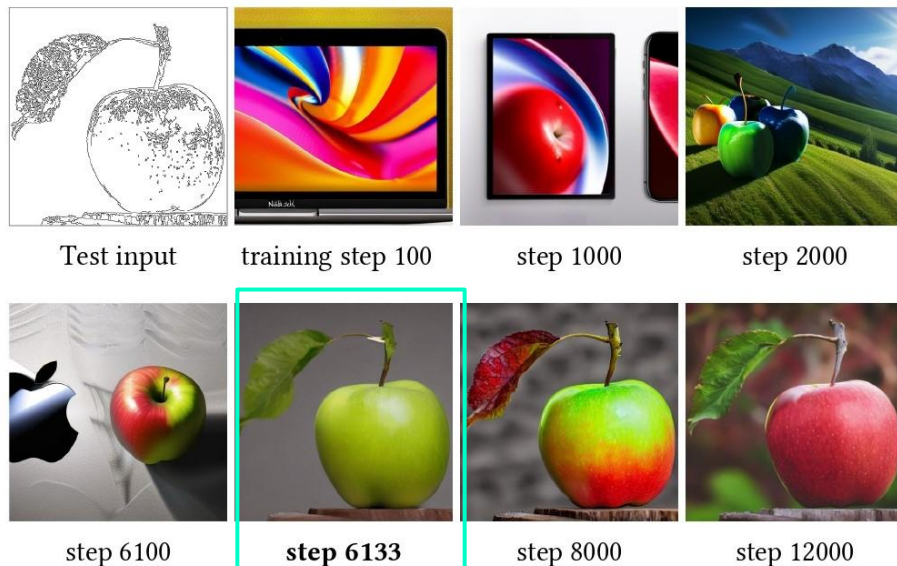 Test input
training step 100
step 1000
step 2000
step 6100
step 6133
step 8000
step 12000